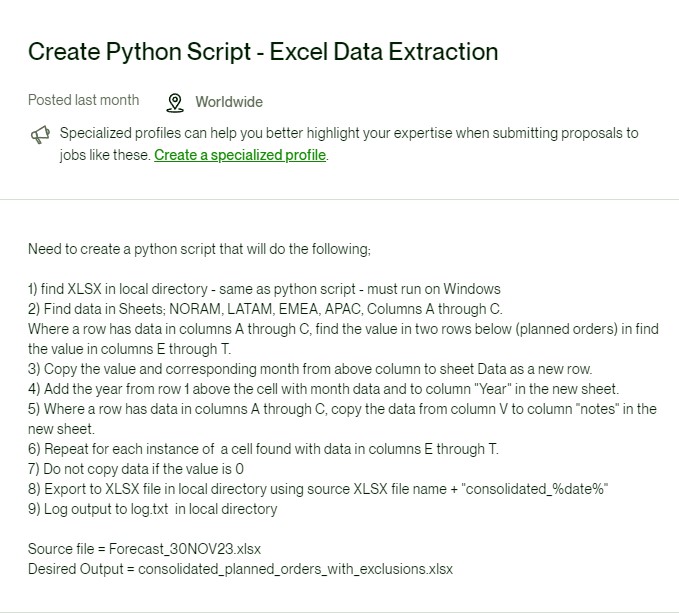 Create Python Script - Excel Data Extraction
Posted last month Worldwide
Specialized profiles can help you better highlight your expertise when submitting proposals to
jobs like these. Create a specialized profile.
Need to create a python script that will do the following;
1) find XLSX in local directory - same as python script - must run on Windows
2) Find data in Sheets; NORAM, LATAM, EMEA, APAC, Columns A through C.
Where a row has data in columns A through C, find the value in two rows below (planned orders) in find
the value in columns E through T.
3) Copy the value and corresponding month from above column to sheet Data as a new row.
4) Add the year from row 1 above the cell with month data and to column "Year" in the new sheet.
5) Where a row has data in columns A through C, copy the data from column V to column "notes" in the
new sheet.
6) Repeat for each instance of a cell found with data in columns E through T.
7) Do not copy data if the value is 0
8) Export to XLSX file in local directory using source XLSX file name + "consolidated_%date%"
9) Log output to log.txt in local directory
Source file = Forecast_30NOV23.xlsx
Desired Output = consolidated_planned_orders_with_exclusions.xlsx